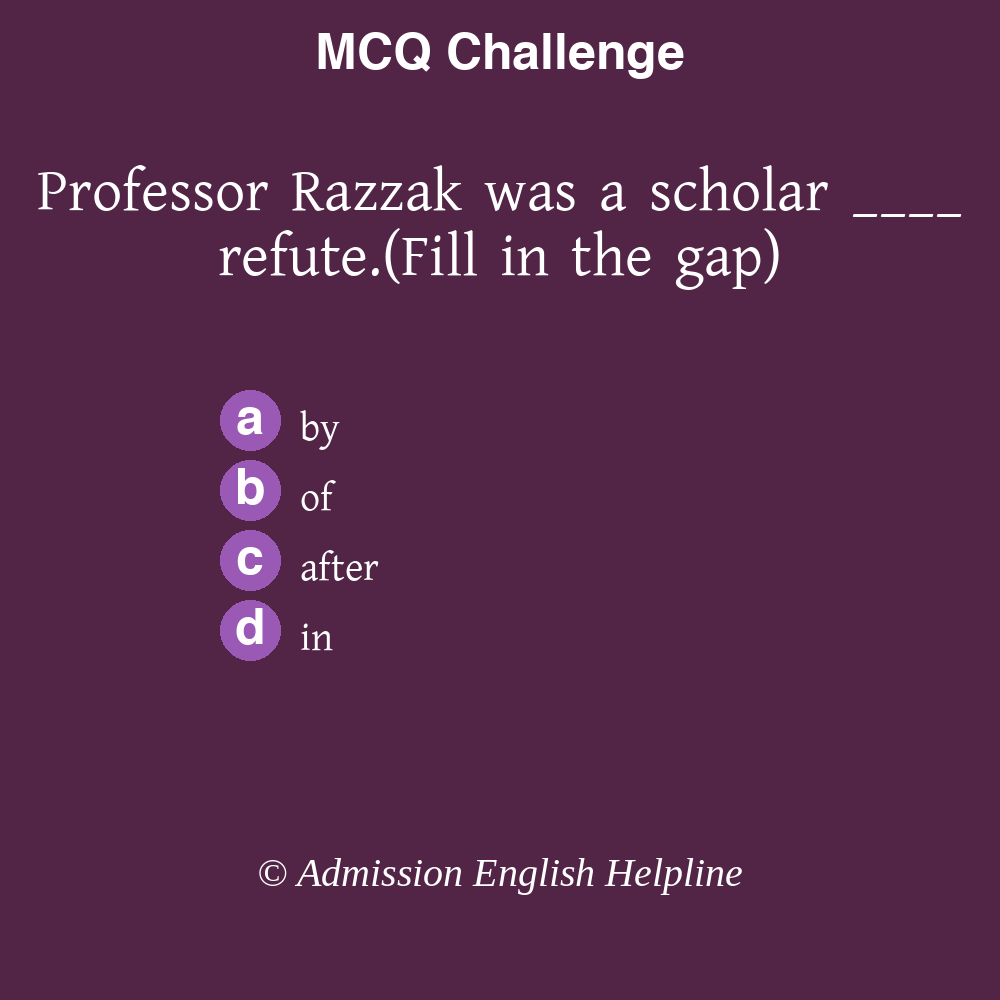 MCQ Challenge
Professor Razzak was a scholar ____
refute.(Fill in the gap)
a by
b of
c after
d in
© Admission English Helpline